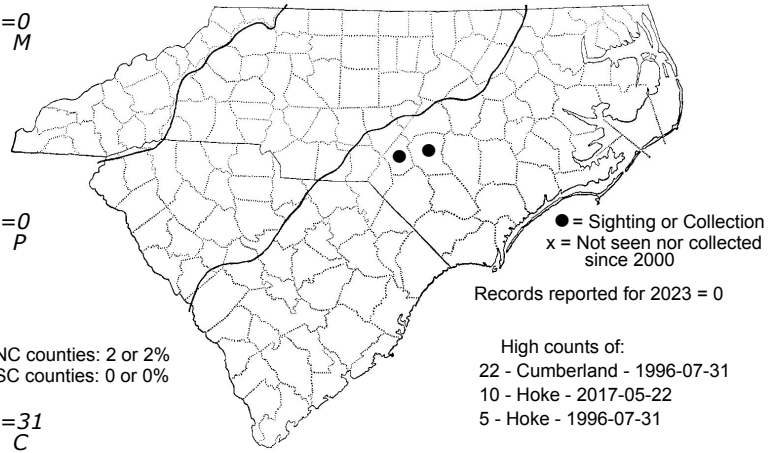 =0
M
=0
P
● = Sighting or Collection
x = Not seen nor collected
since 2000
Records reported for 2023 = 0
NC counties: 2 or 2%
SC counties: 0 or 0%
High counts of:
22 - Cumberland - 1996-07-31
10 - Hoke - 2017-05-22
5 - Hoke - 1996-07-31
=31
C